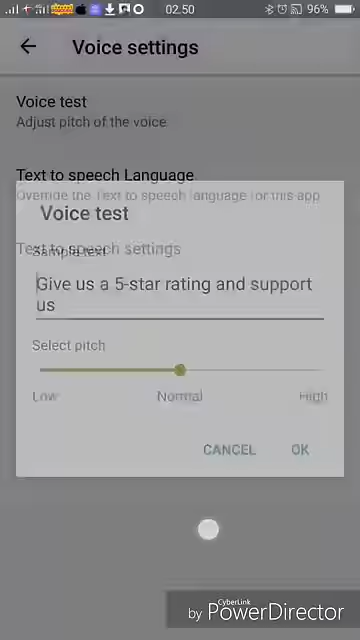 02.50
96%
Voice settings
Voice test
Adjust pitch of the voice
Text to speech Language
Override the Text to speech language for this app
Voice test
Text to speech settings
Sample text
Give us a 5-star rating and support
us
Select pitch
Low Normal High
CANCEL OK
by CyberLink PowerDirector